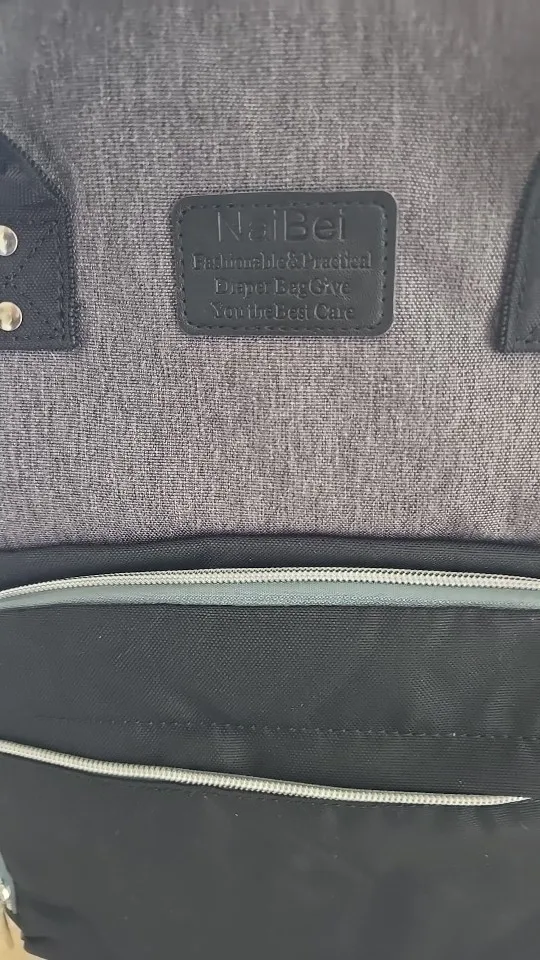 NaiBei
Fashionable & Practical
Diaper Bag Give
You the Best Care